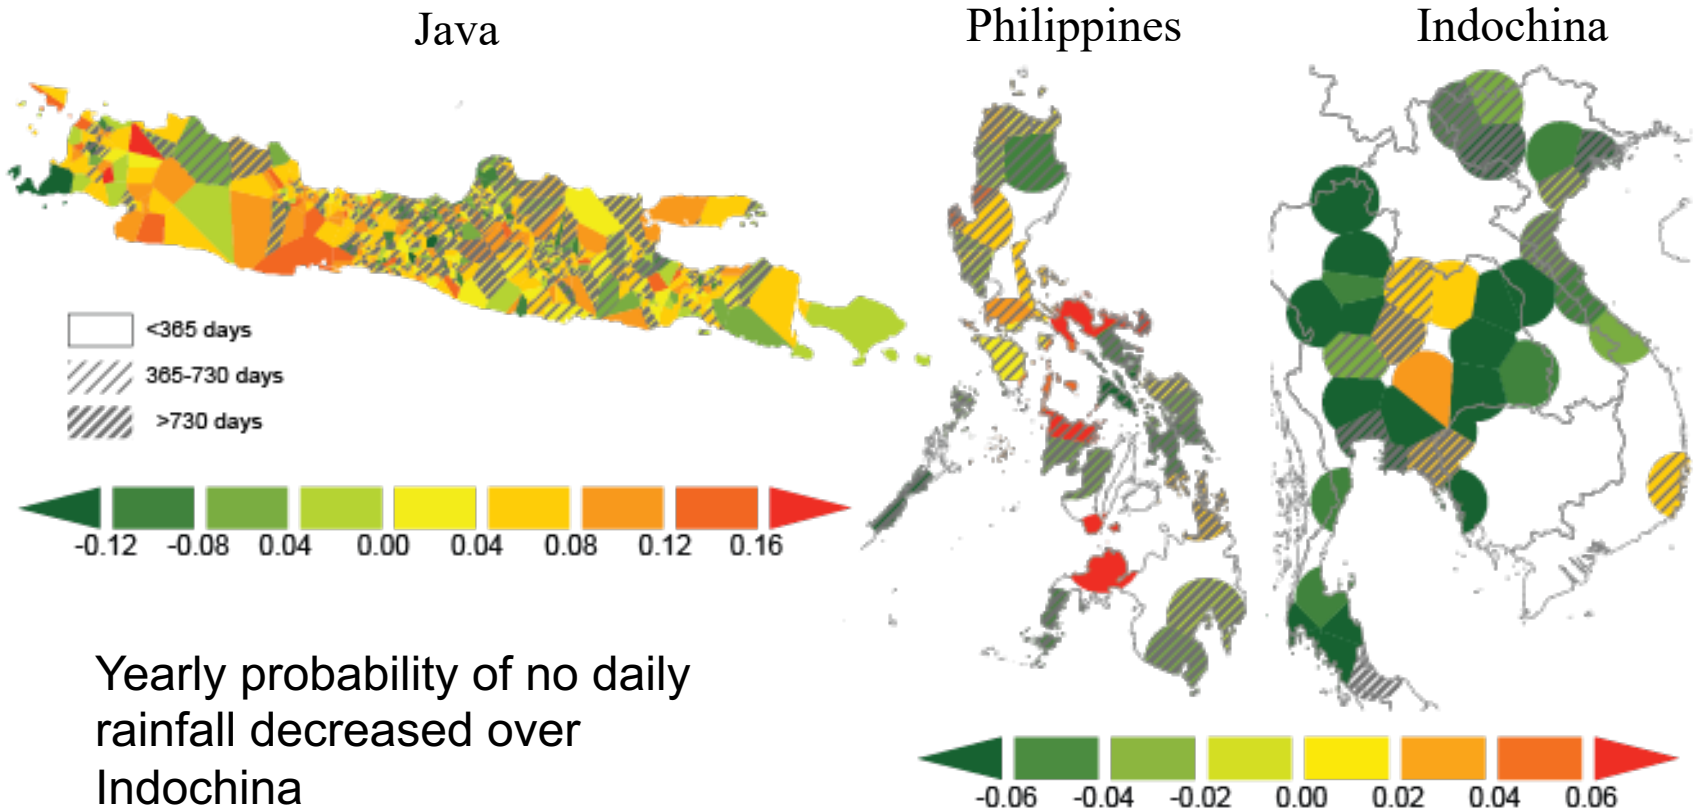 Java
Philippines
Indochina
<365 days
365-730 days
>730 days
-0.12 -0.08 0.04 0.00 0.04 0.08 0.12 0.16
Yearly probability of no daily
rainfall decreased over
Indochina
-0.06 -0.04 -0.02 0.00 0.02 0.04 0.06